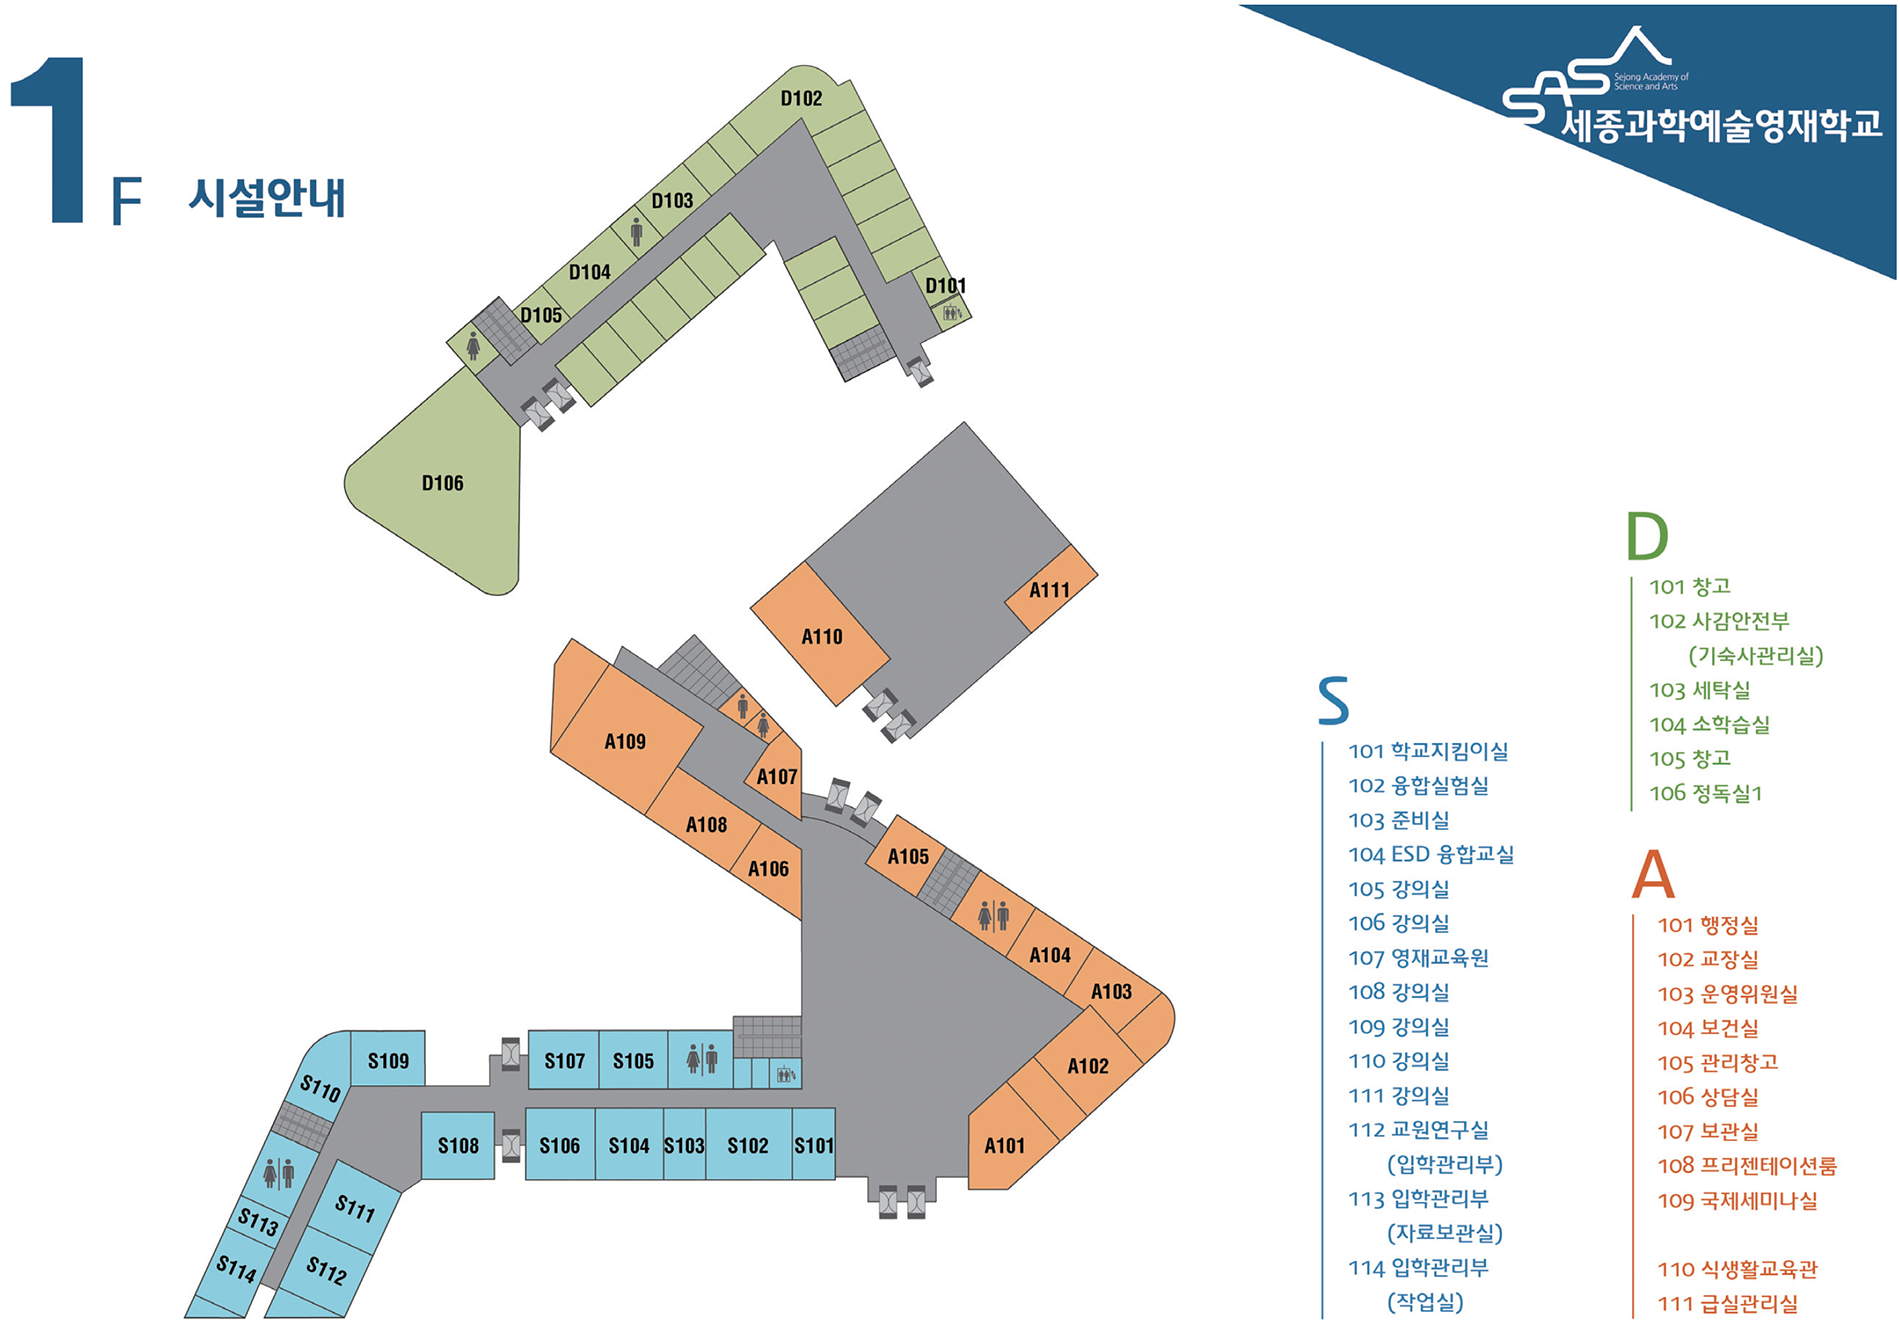 1F 시설안내
SASA
Sejong Academy of
Science and Arts
세종과학예술영재학교
D102
D103
D104
D101
D105
D106
A111
A110
A109
A107
A108
A106
A105
A104
A103
A102
A101
S109
S107
S105
S110
S108
S106
S104
S103
S102
S101
S111
S113
S114
S112
S
101 학교지킴이실
102 융합실험실
103 준비실
104 ESD 융합교실
105 강의실
106 강의실
107 영재교육원
108 강의실
109 강의실
110 강의실
111 강의실
112 교원연구실
(입학관리부)
113 입학관리부
(자료보관실)
114 입학관리부
(작업실)
D
101 창고
102 사감안전부
(기숙사관리실)
103 세탁실
104 소학습실
105 창고
106 정독실1
A
101 행정실
102 교장실
103 운영위원실
104 보건실
105 관리창고
106 상담실
107 보관실
108 프리젠테이션룸
109 국제세미나실
110 식생활교육관
111 급실관리실